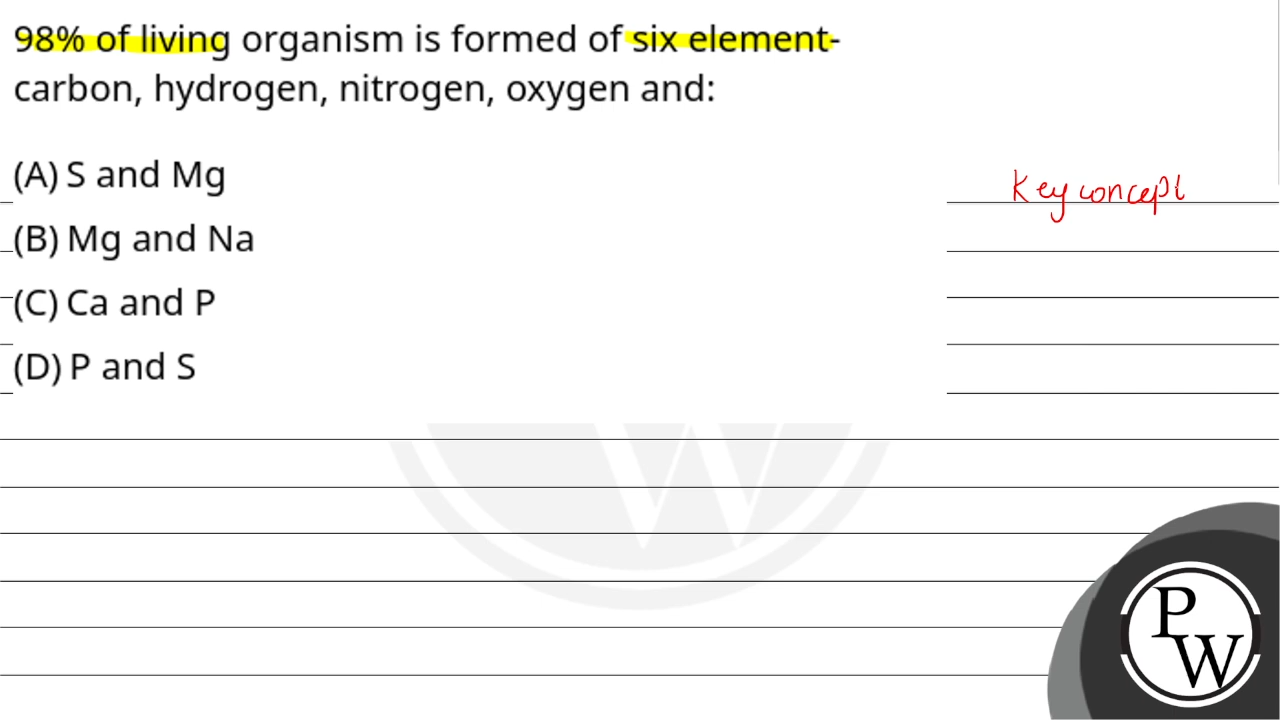 98% of living organism is formed of six element-
carbon, hydrogen, nitrogen, oxygen and:
(A) S and Mg
Key concept
(B) Mg and Na
(C) Ca and P
(D) P and S
W
P
W